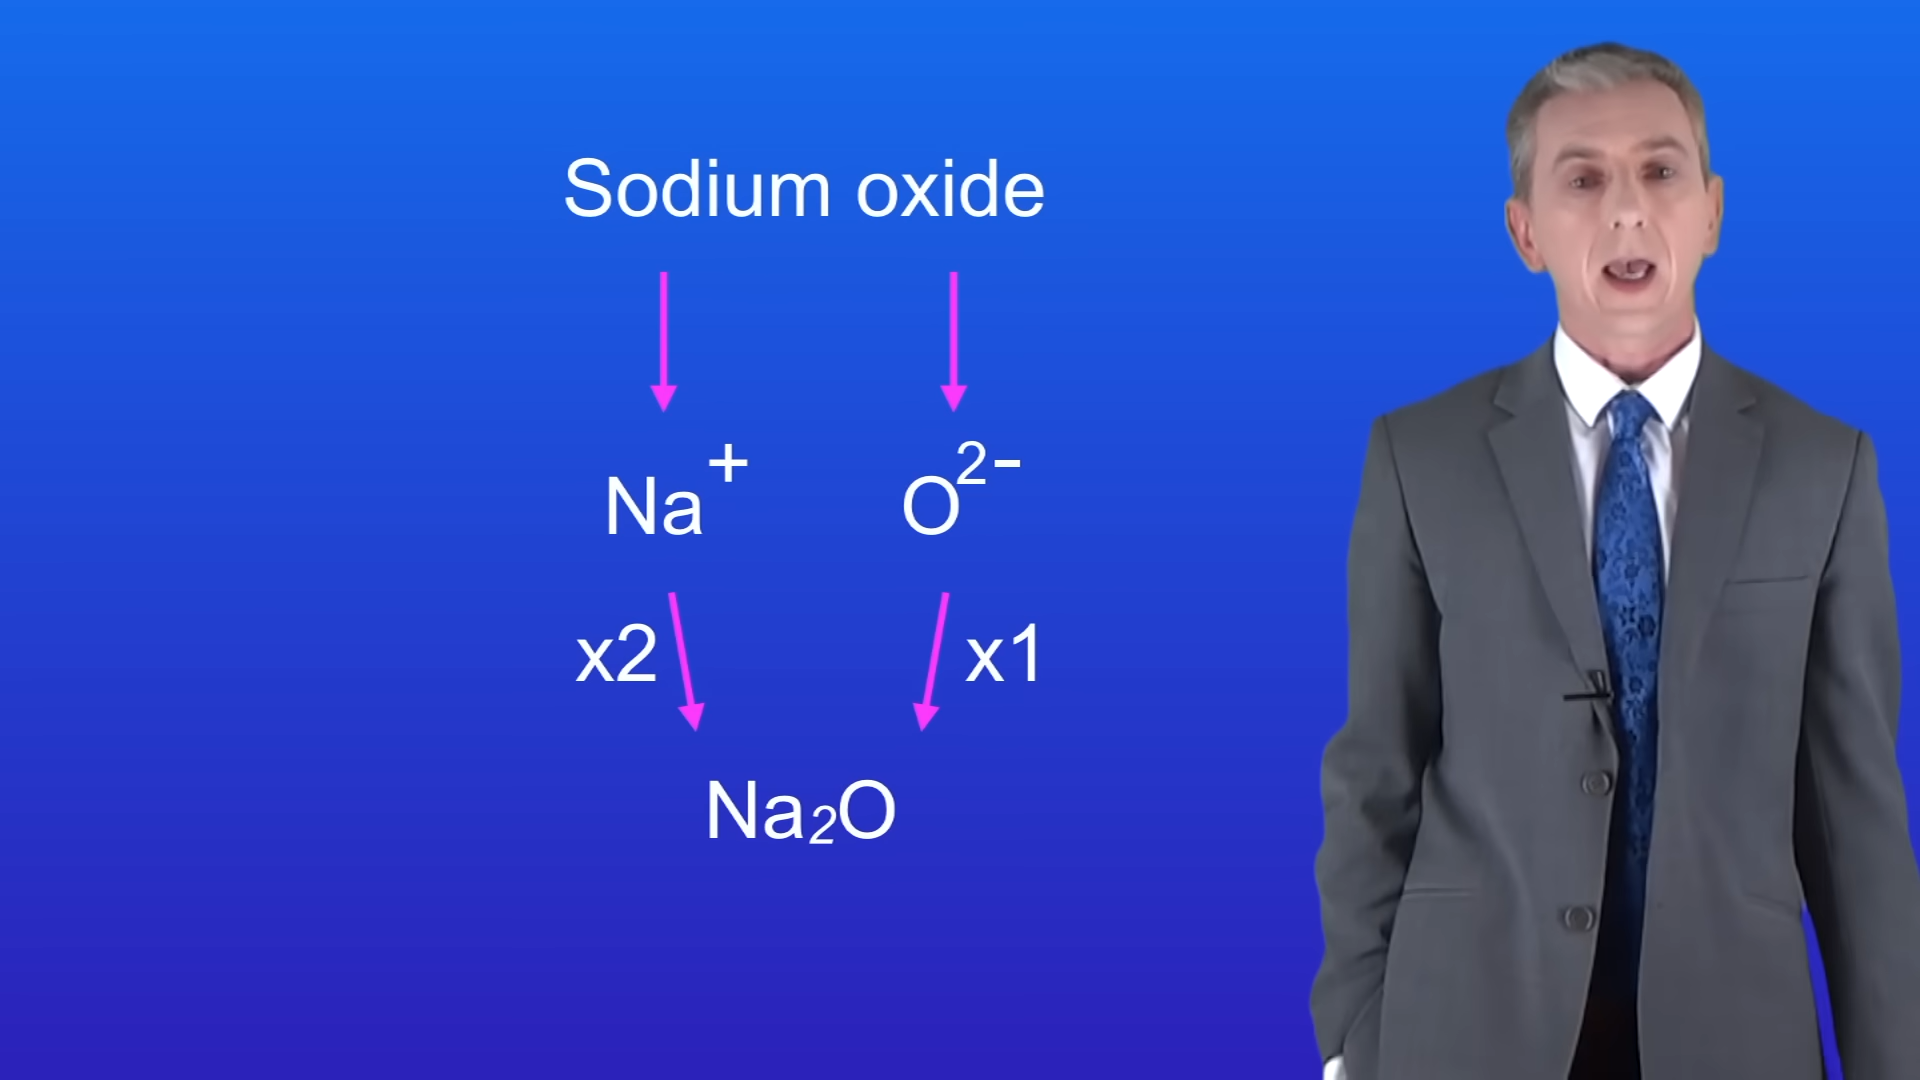 Sodium oxide
Na⁺ O²⁻
x2 x1
Na₂O